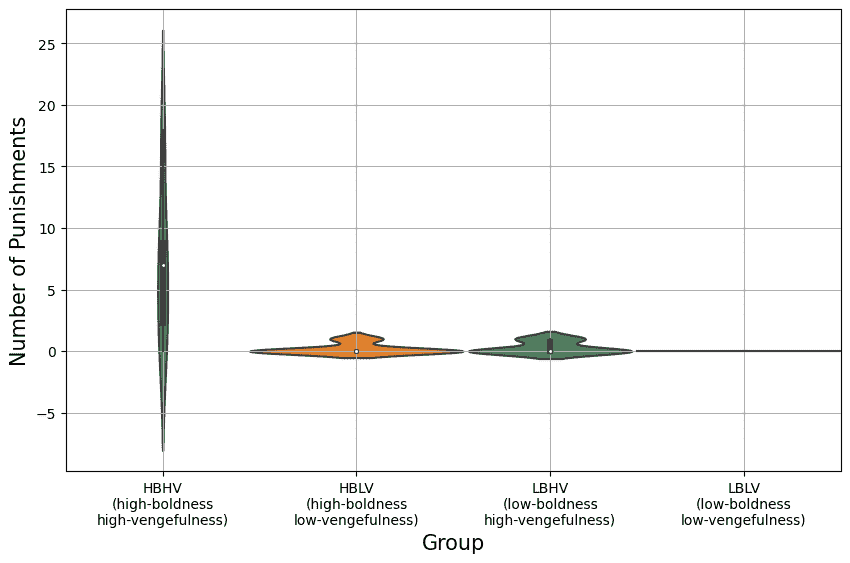 25
20
15
10
5
0
−5
Number of Punishments
HBHV
(high-boldness
high-vengefulness)
HBLV
(high-boldness
low-vengefulness)
LBHV
(low-boldness
high-vengefulness)
LBLV
(low-boldness
low-vengefulness)
Group